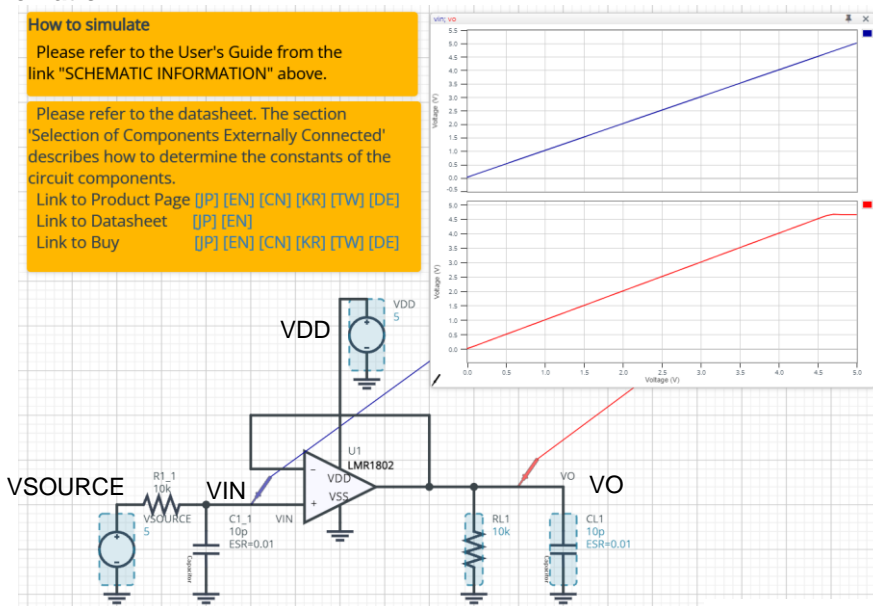 How to simulate
Please refer to the User's Guide from the
link "SCHEMATIC INFORMATION" above.
Please refer to the datasheet. The section
'Selection of Components Externally Connected'
describes how to determine the constants of the
circuit components.
Link to Product Page [JP] [EN] [CN] [KR] [TW] [DE]
Link to Datasheet [JP] [EN]
Link to Buy [JP] [EN] [CN] [KR] [TW] [DE]
vin; vo
Voltage (V)
5.5
5.0
4.5
4.0
3.5
3.0
2.5
2.0
1.5
1.0
0.5
0.0
-0.5
Voltage (V)
5.0
4.5
4.0
3.5
3.0
2.5
2.0
1.5
1.0
0.5
0.0
0.0 0.5 1.0 1.5 2.0 2.5 3.0 3.5 4.0 4.5 5.0
Voltage (V)
VDD
VDD
5
U1
LMR1802
VDD
VSS
VSOURCE
R1_1
10k
VIN
VSOURCE
5
C1_1
10p
ESR=0.01
Capacitor
VIN
VO
VO
RL1
10k
CL1
10p
ESR=0.01
Capacitor